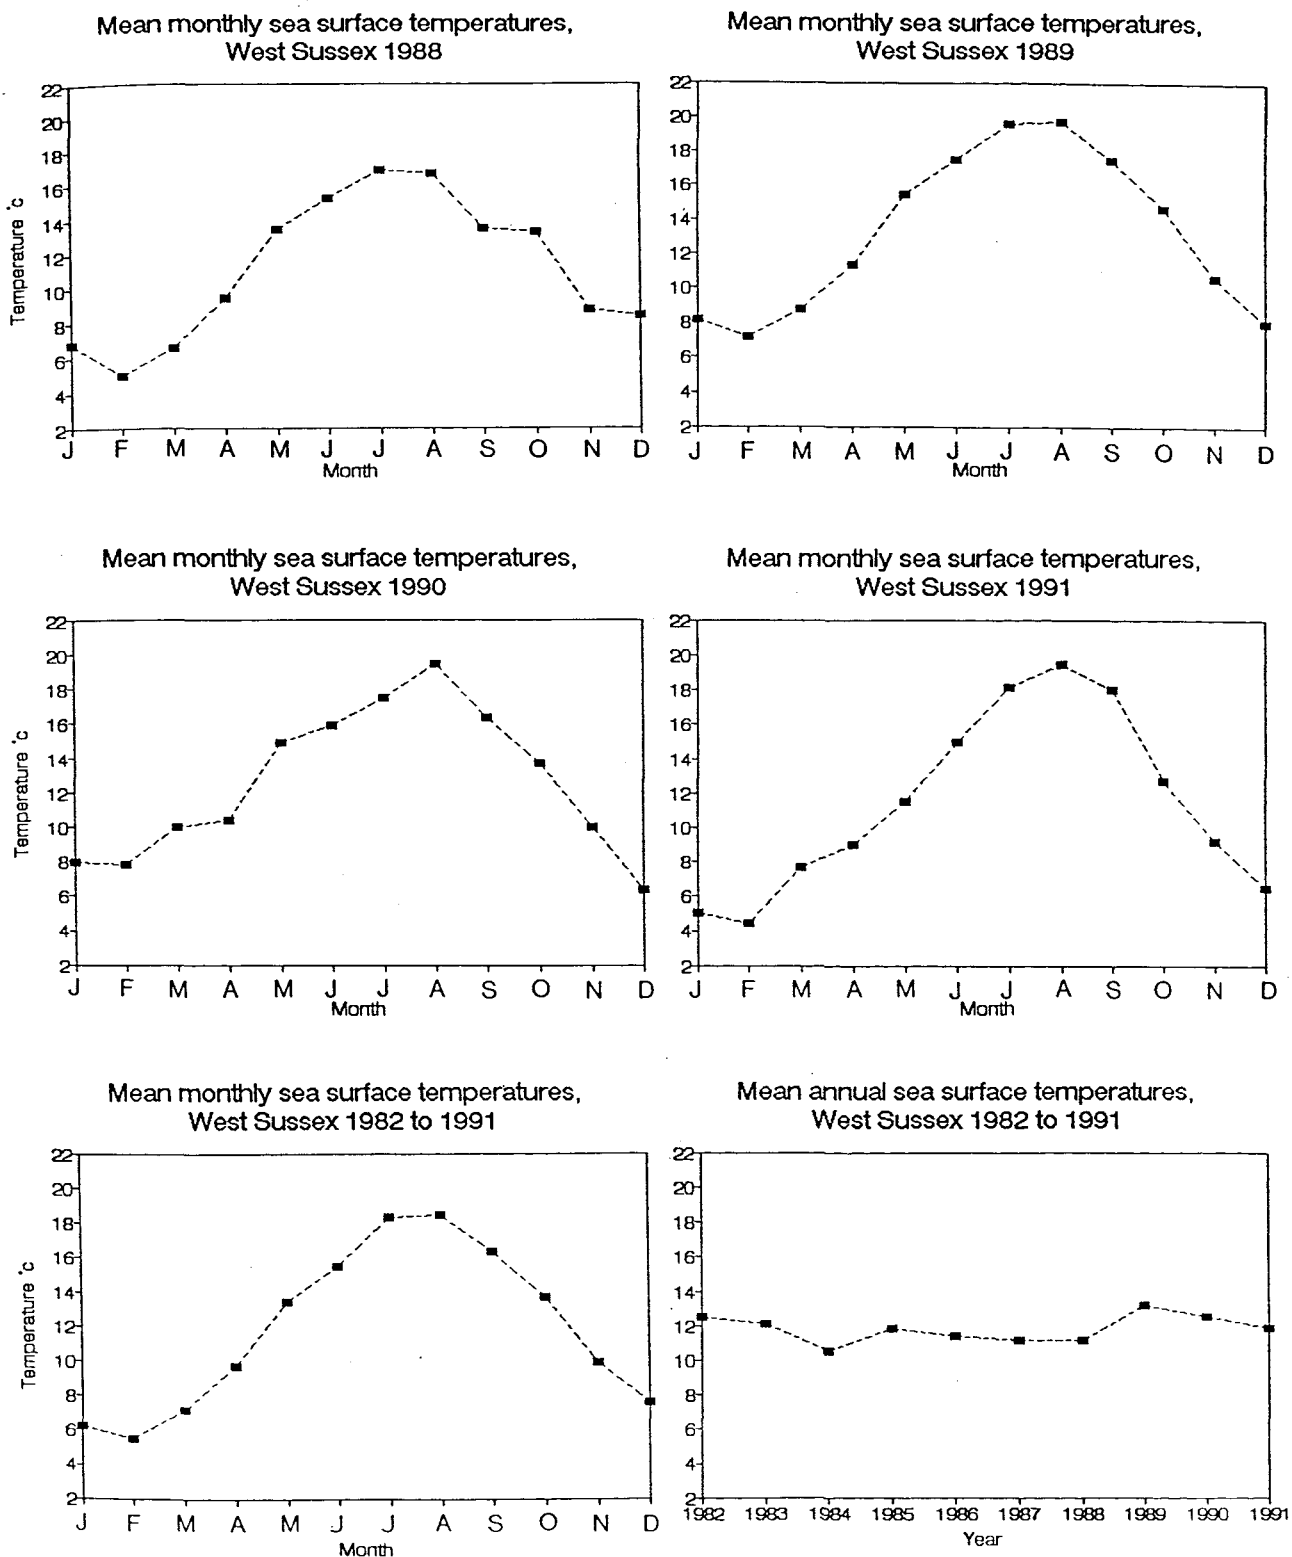 Mean monthly sea surface temperatures,
West Sussex 1988
22
20
18
16
14
12
10
8
6
4
2
Temperature °c
J F M A M J J A S O N D
Month
Mean monthly sea surface temperatures,
West Sussex 1989
22
20
18
16
14
12
10
8
6
4
2
J F M A M J J A S O N D
Month
Mean monthly sea surface temperatures,
West Sussex 1990
22
20
18
16
14
12
10
8
6
4
2
Temperature °c
J F M A M J J A S O N D
Month
Mean monthly sea surface temperatures,
West Sussex 1991
22
20
18
16
14
12
10
8
6
4
2
J F M A M J J A S O N D
Month
Mean monthly sea surface temperatures,
West Sussex 1982 to 1991
22
20
18
16
14
12
10
8
6
4
2
Temperature °c
J F M A M J J A S O N D
Month
Mean annual sea surface temperatures,
West Sussex 1982 to 1991
22
20
18
16
14
12
10
8
6
4
2
1982 1983 1984 1985 1986 1987 1988 1989 1990 1991
Year